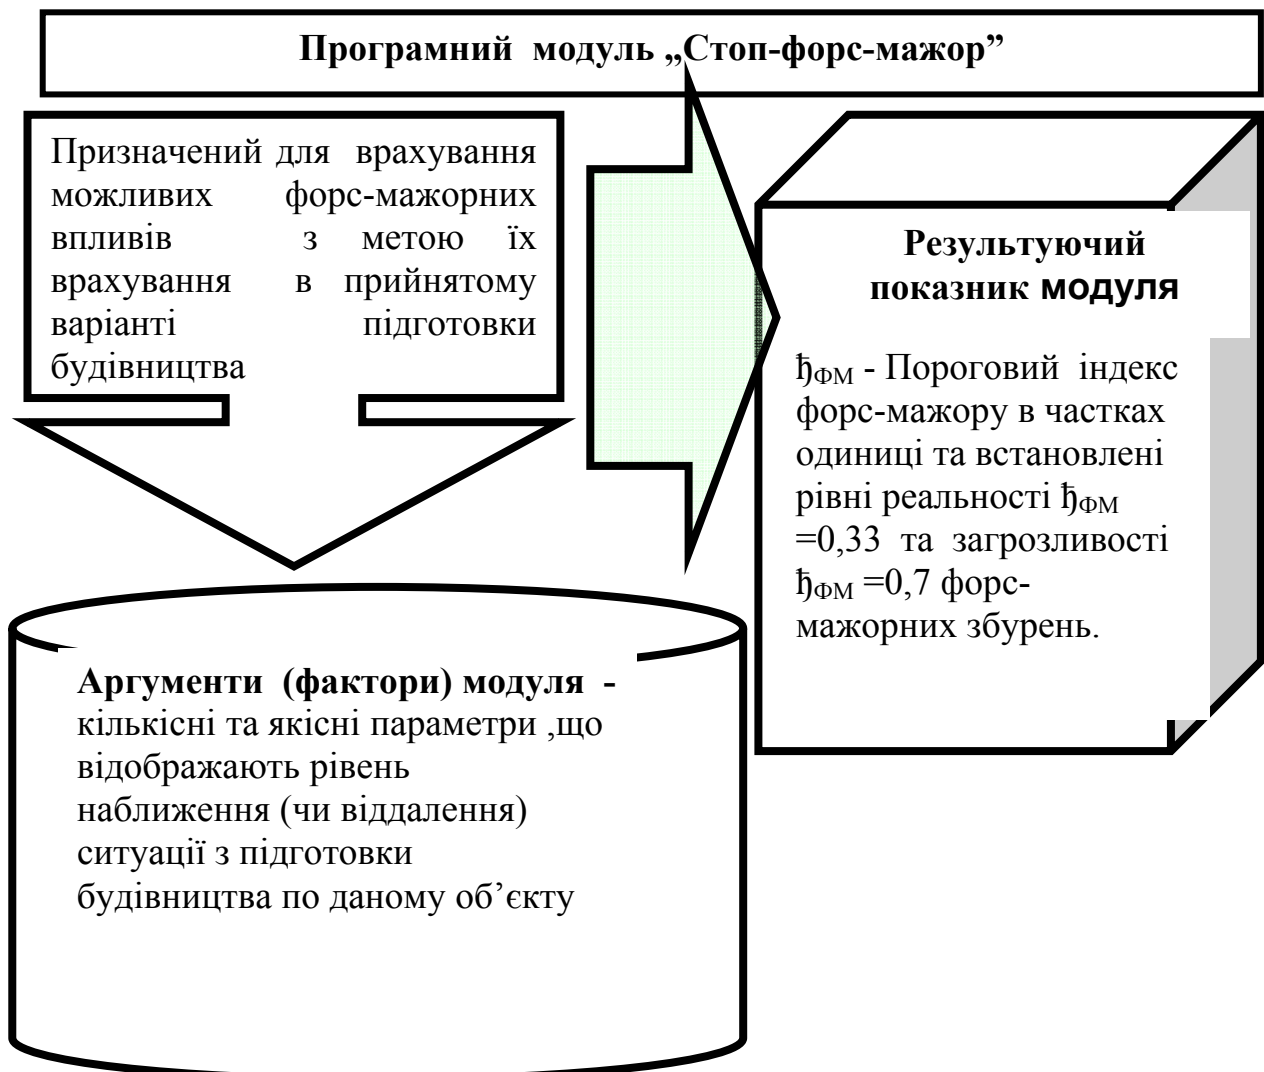 Програмний модуль „Стоп-форс-мажор”
Призначений для врахування
можливих форс-мажорних
впливів з метою їх
врахування в прийнятому
варіанті підготовки
будівництва
Результуючий
показник модуля
ђФМ - Пороговий індекс
форс-мажору в частках
одиниці та встановлені
рівні реальності ђФМ
=0,33 та загрозливості
ђФМ =0,7 форс-
мажорних збурень.
Аргументи (фактори) модуля -
кількісні та якісні параметри ,що
відображають рівень
наближення (чи віддалення)
ситуації з підготовки
будівництва по даному об’єкту